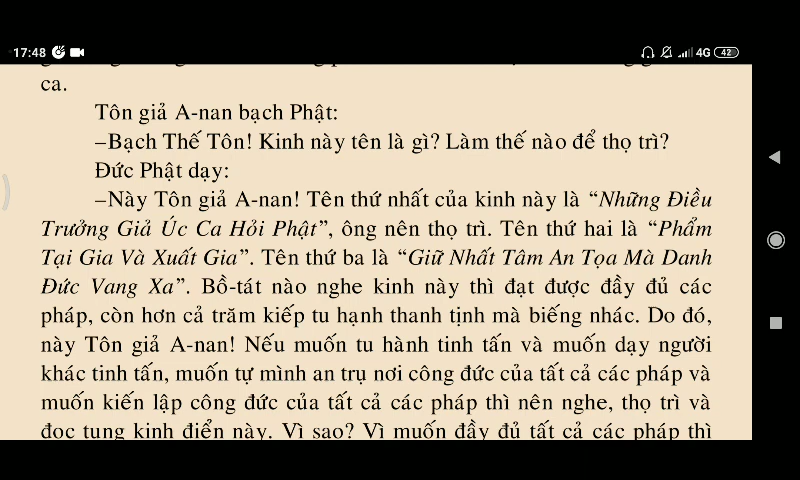 17:48
4G 42
ca.
Tôn giả A-nan bạch Phật:
–Bạch Thế Tôn! Kinh này tên là gì? Làm thế nào để thọ trì?
Đức Phật dạy:
–Này Tôn giả A-nan! Tên thứ nhất của kinh này là “Những Điều
Trưởng Giả Úc Ca Hỏi Phật”, ông nên thọ trì. Tên thứ hai là “Phẩm
Tại Gia Và Xuất Gia”. Tên thứ ba là “Giữ Nhất Tâm An Tọa Mà Danh
Đức Vang Xa”. Bồ-tát nào nghe kinh này thì đạt được đầy đủ các
pháp, còn hơn cả trăm kiếp tu hạnh thanh tịnh mà biếng nhác. Do đó,
này Tôn giả A-nan! Nếu muốn tu hành tinh tấn và muốn dạy người
khác tinh tấn, muốn tự mình an trụ nơi công đức của tất cả các pháp và
muốn kiến lập công đức của tất cả các pháp thì nên nghe, thọ trì và
đọc tụng kinh điển này. Vì sao? Vì muốn đầy đủ tất cả các pháp thì